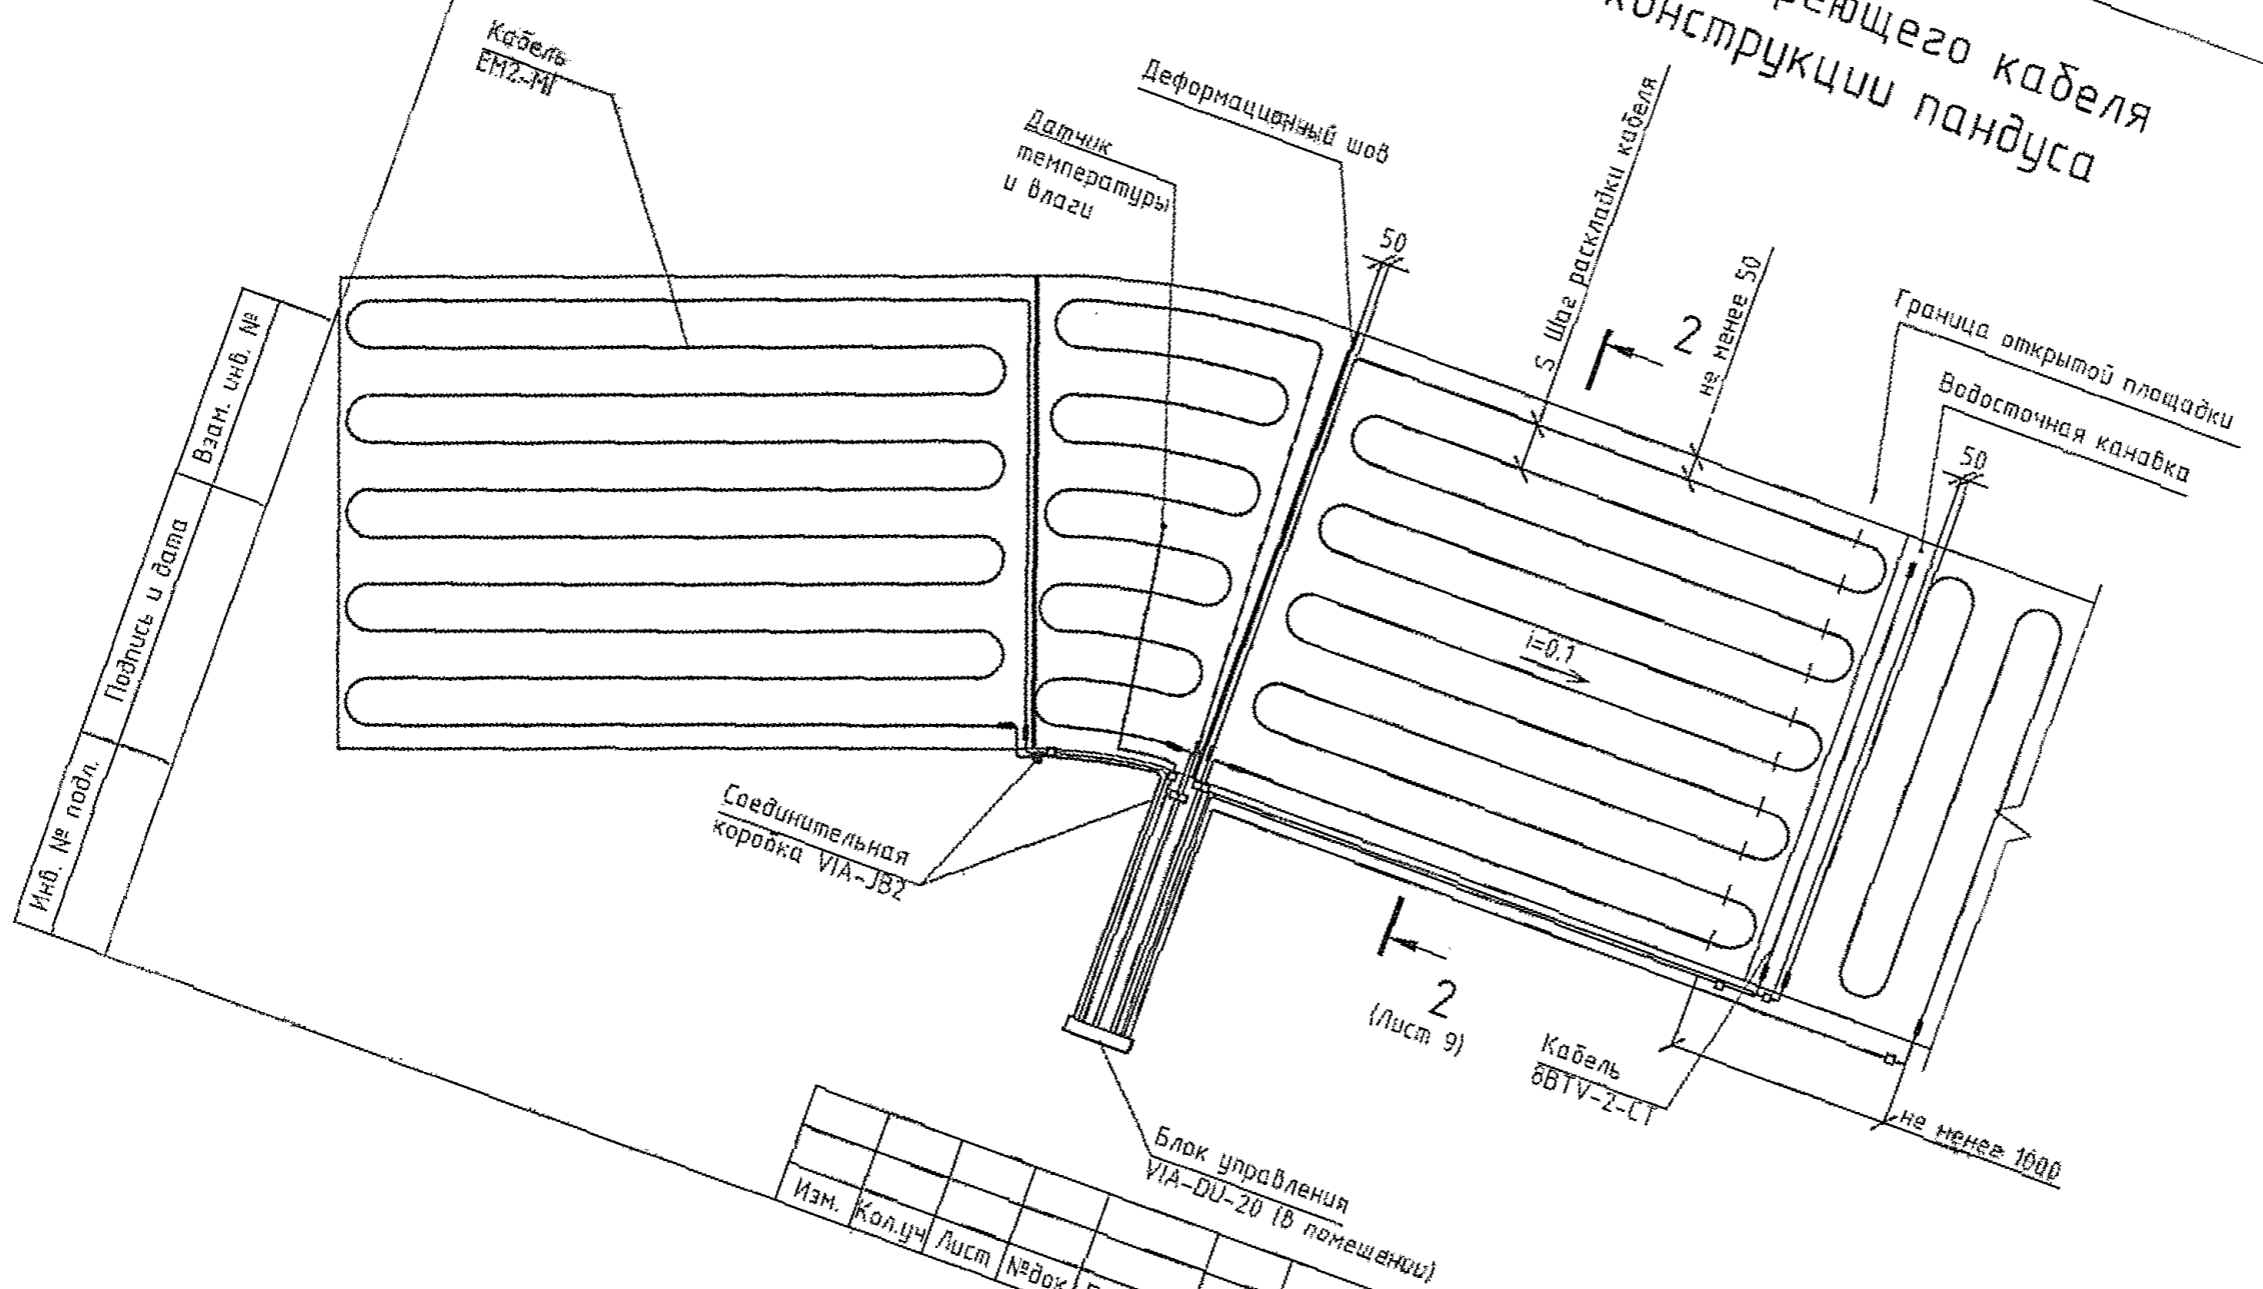 кабеля
конструкции пандуса
Кабель
EM2-MI
Датчик
температуры
и влаги
Деформационный шов
50
S Шаг раскладки кабеля
2
не менее 50
Граница открытой площадки
Водосточная канавка
50
i=0.1
Соединительная
коробка VIA-JB2
2
(Лист 9)
Кабель
8BTV-2-CT
не менее 1000
Блок управления
VIA-DU-20 (в помещении)
Взам. инв. №
Подпись и дата
Инв. № подл.
Изм.
Кол.уч
Лист
№док